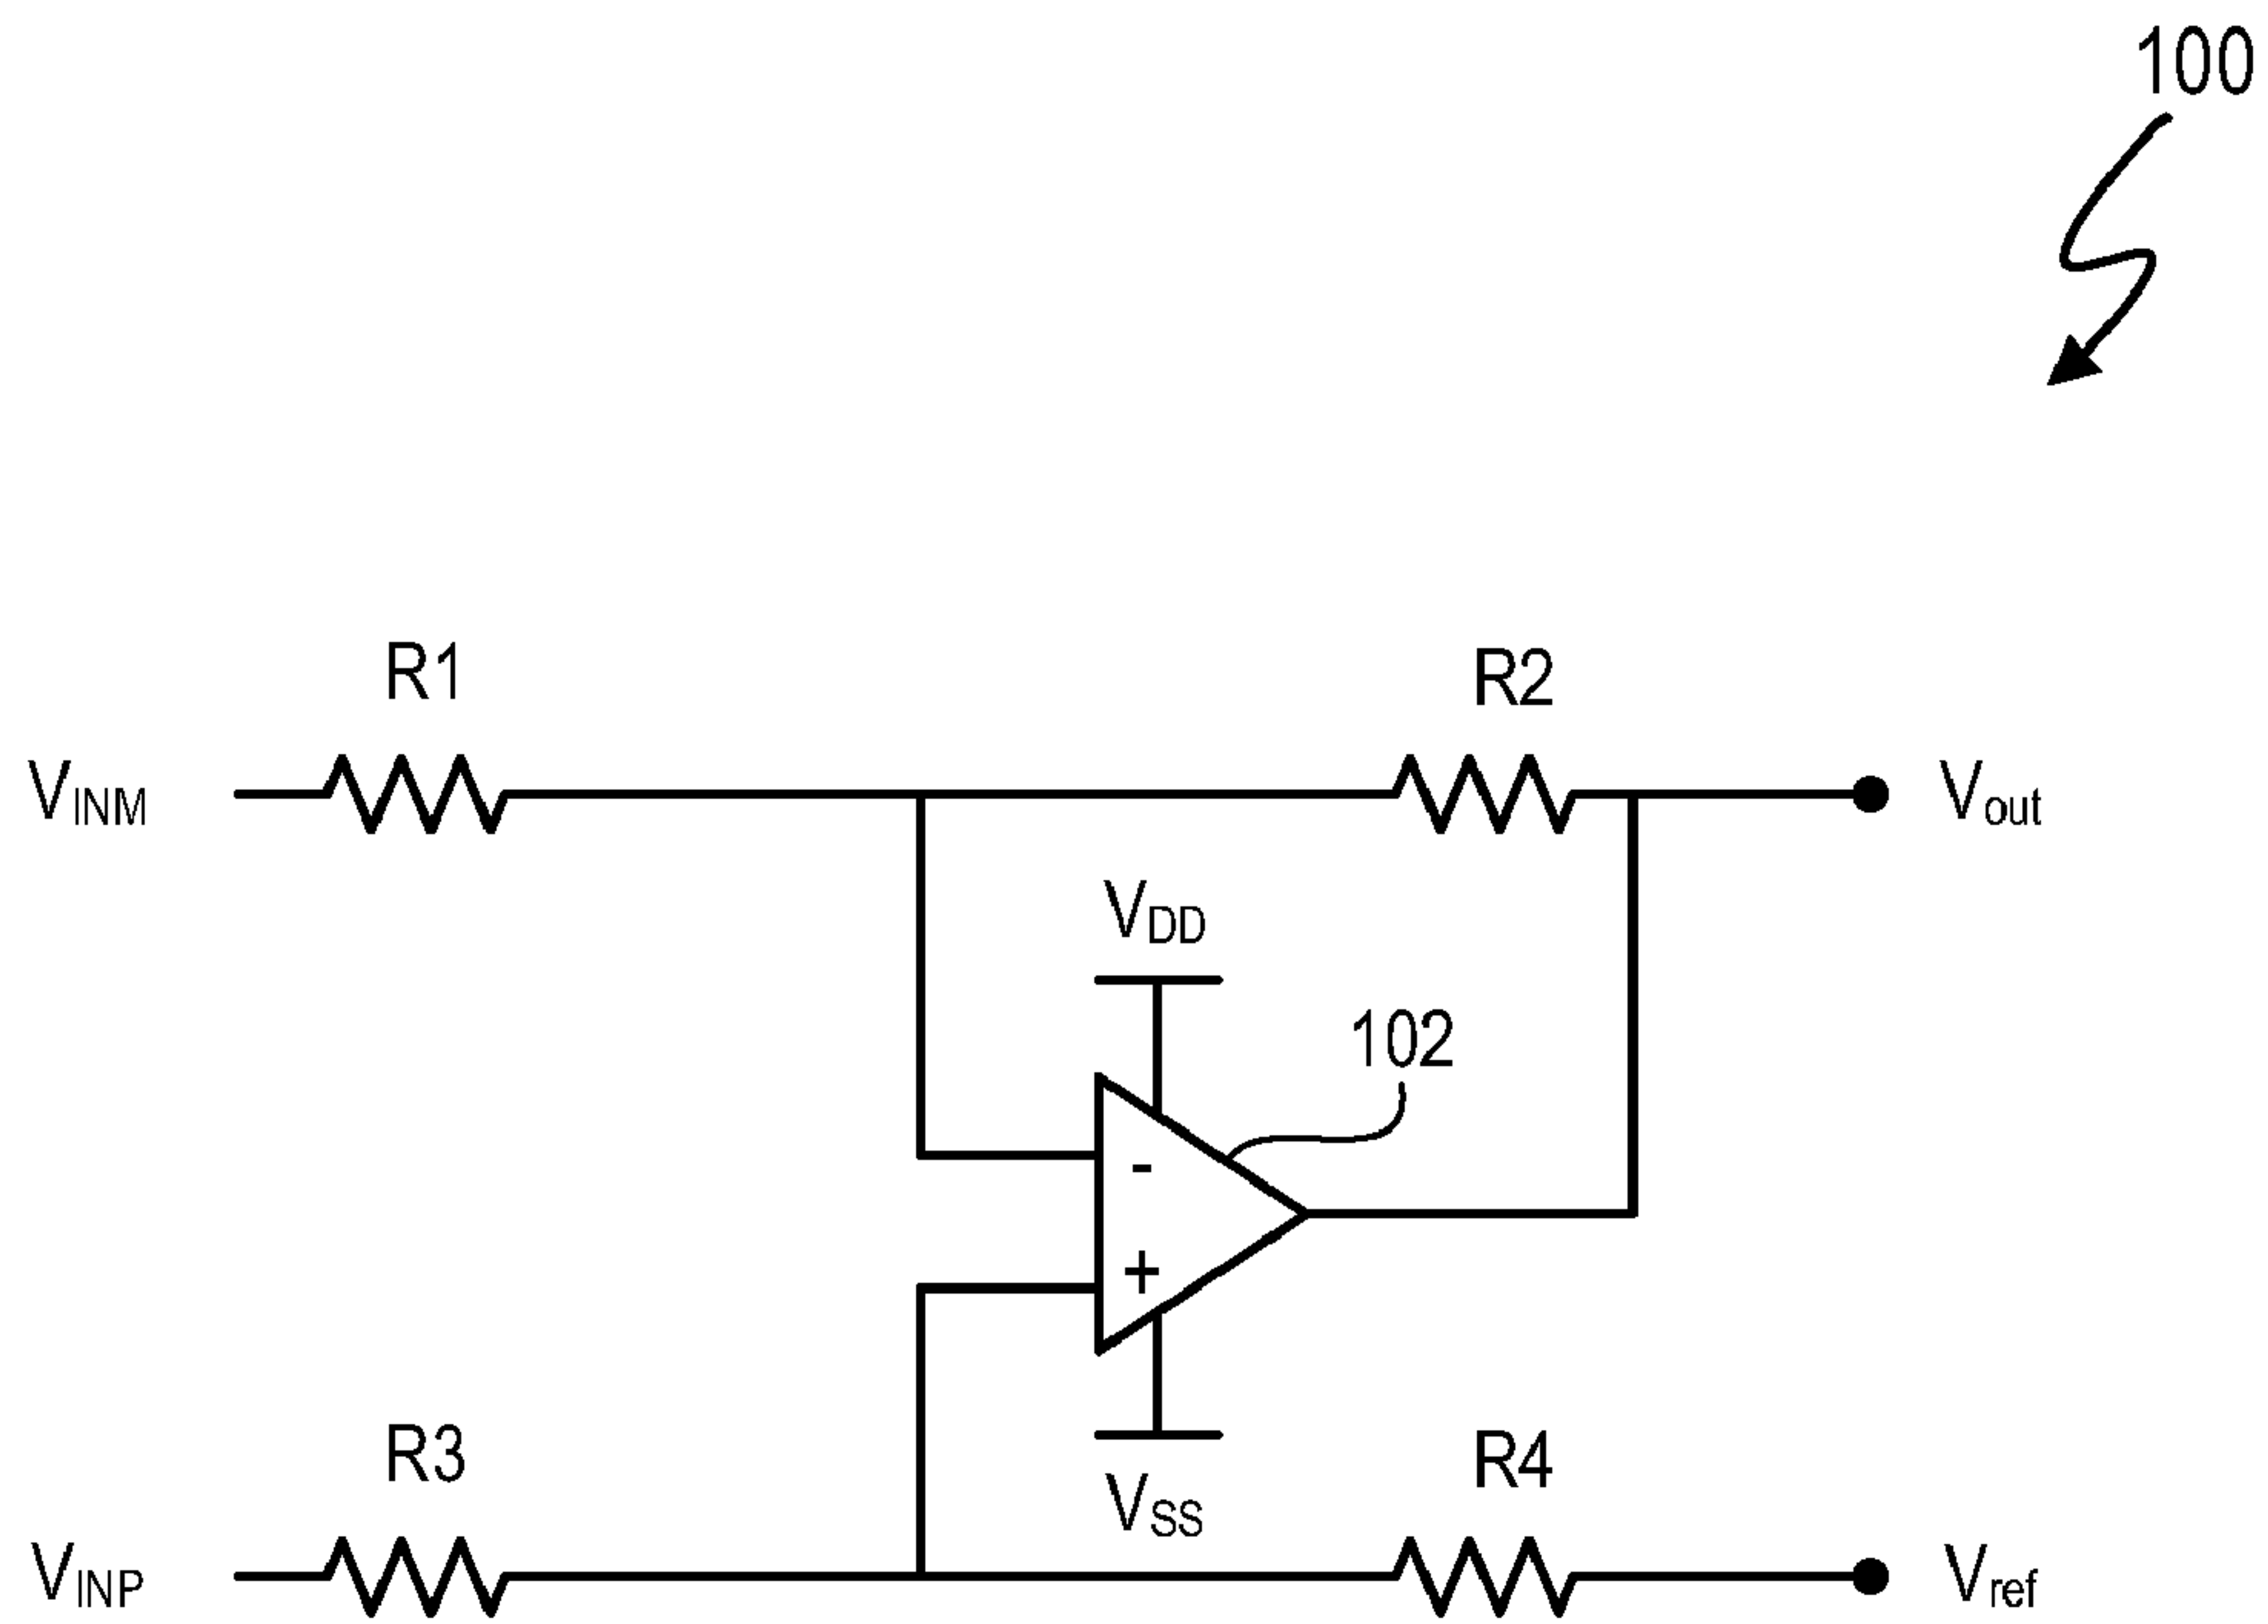 100
R1
R2
VINM
Vout
VDD
102
-
+
R3
R4
VSS
VINP
Vref